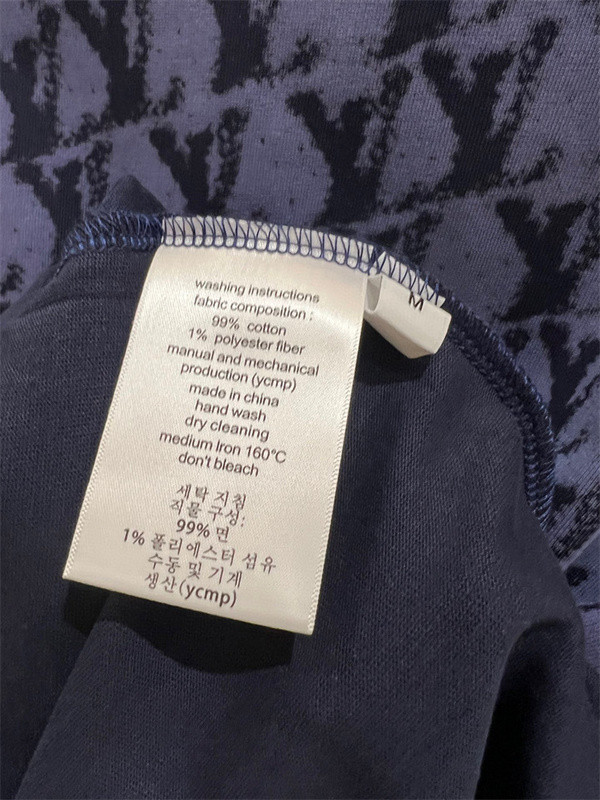 washing instructions
fabric composition :
99% cotton
1% polyester fiber
manual and mechanical
production (ycmp)
made in china
hand wash
dry cleaning
medium Iron 160°C
don't bleach
세탁 지침
직물 구성:
99% 면
1% 폴리에스터 섬유
수동 및 기계
생산(ycmp)
M